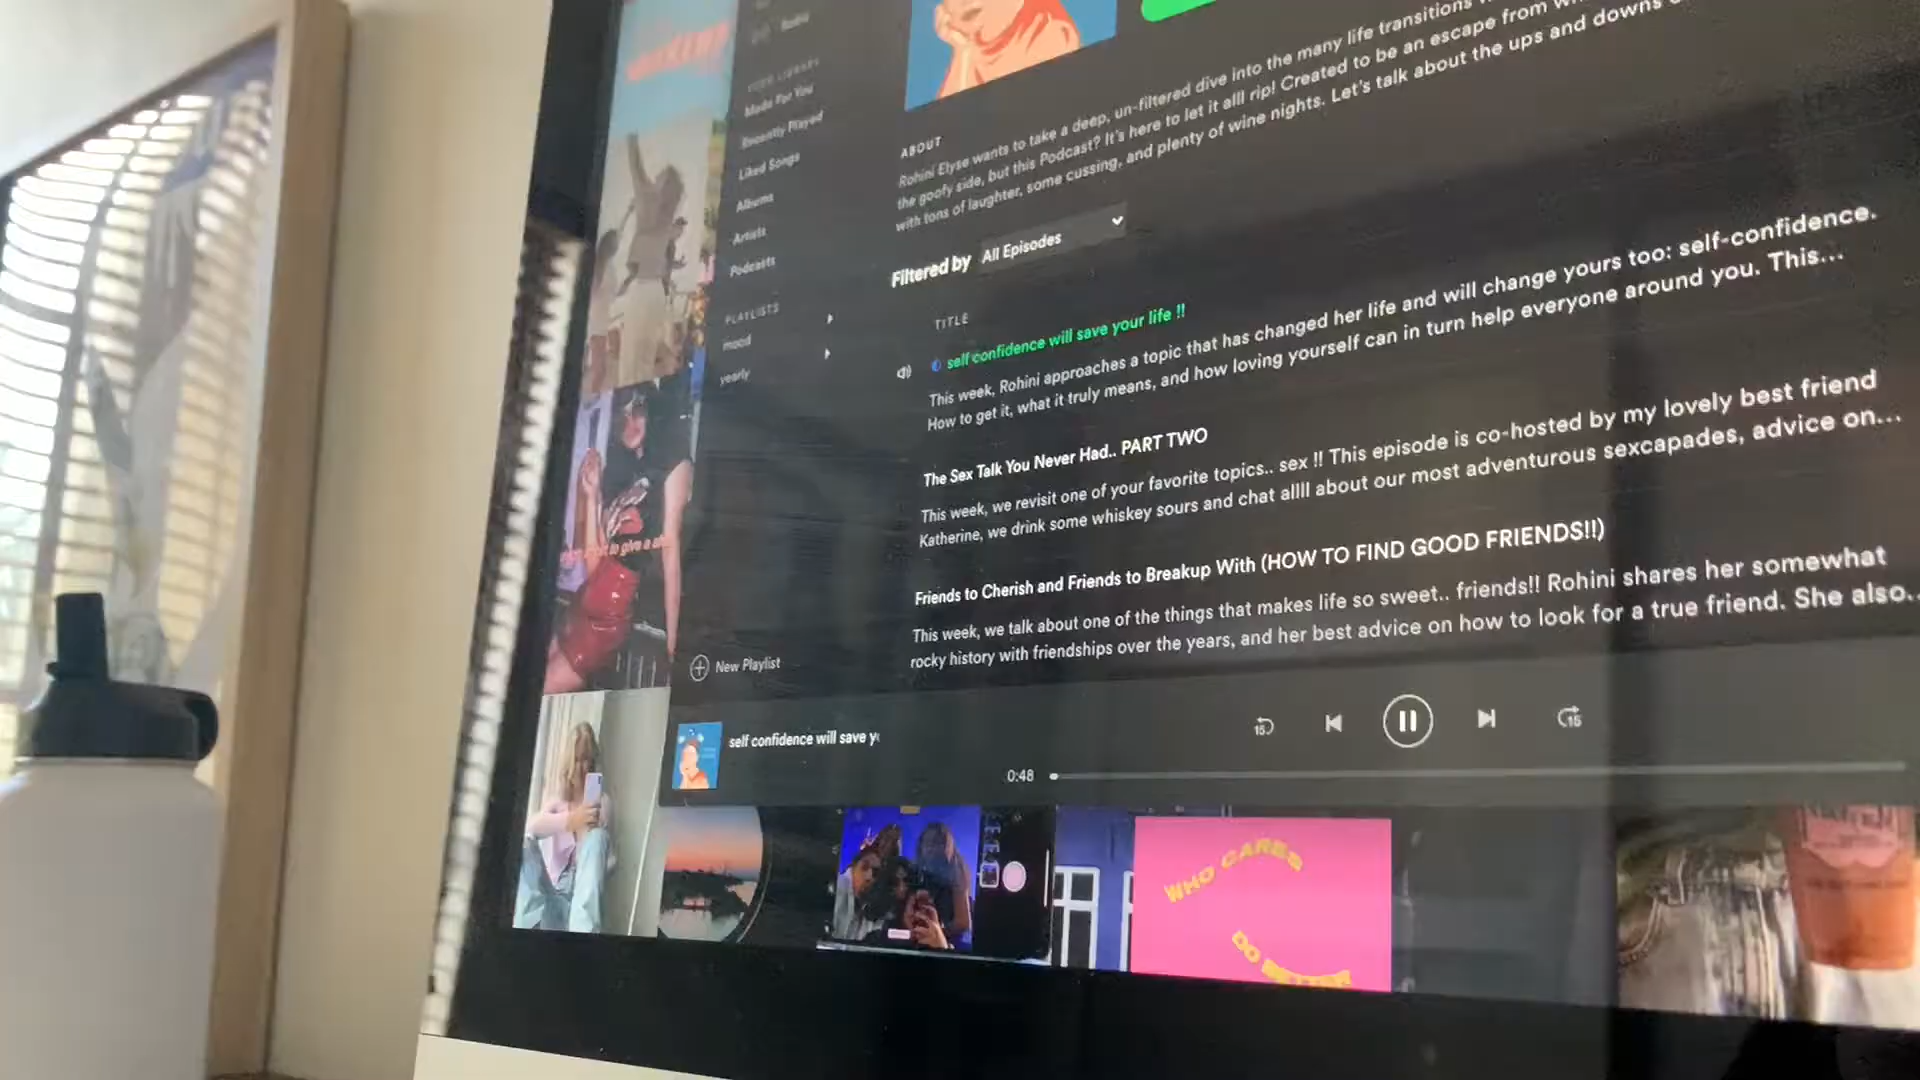 Radio
YOUR LIBRARY
Made For You
Recently Played
Liked Songs
Albums
Artists
Podcasts
PLAYLISTS
mood
yearly
New Playlist
ABOUT
Rohini Elyse wants to take a deep, un-filtered dive into the many life transitions
the goofy side, but this Podcast? It's here to let it alll rip! Created to be an escape from
with tons of laughter, some cussing, and plenty of wine nights. Let's talk about the ups and downs
Filtered by All Episodes
TITLE
self confidence will save your life !!
This week, Rohini approaches a topic that has changed her life and will change yours too: self-confidence.
How to get it, what it truly means, and how loving yourself can in turn help everyone around you. This...
The Sex Talk You Never Had.. PART TWO
This week, we revisit one of your favorite topics.. sex !! This episode is co-hosted by my lovely best friend
Katherine, we drink some whiskey sours and chat allll about our most adventurous sexcapades, advice on...
Friends to Cherish and Friends to Breakup With (HOW TO FIND GOOD FRIENDS!!)
This week, we talk about one of the things that makes life so sweet.. friends!! Rohini shares her somewhat
rocky history with friendships over the years, and her best advice on how to look for a true friend. She also..
self confidence will save y
15
15
0:48
to give a
WHO CARES
DO BETTER